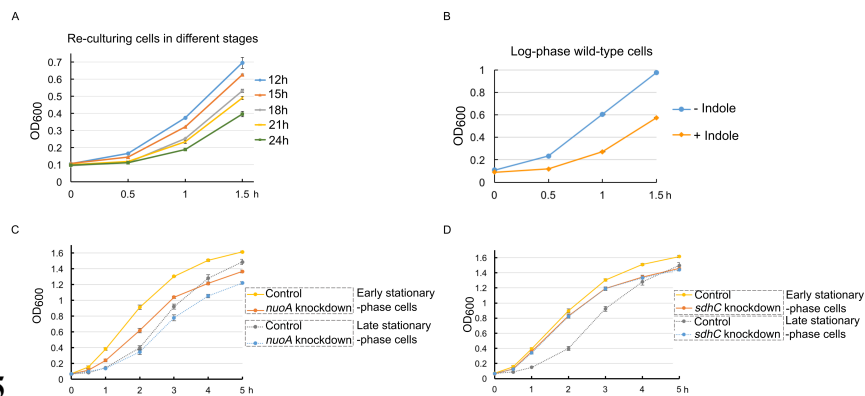 A
Re-culturing cells in different stages
OD600
0.7
0.6
0.5
0.4
0.3
0.2
0.1
0.1
0
0.5
1
1.5 h
12h
15h
18h
21h
24h
B
Log-phase wild-type cells
OD600
1
0.8
0.6
0.4
0.2
0
0
0.5
1
1.5 h
- Indole
+ Indole
C
OD600
1.6
1.4
1.2
1
0.8
0.6
0.4
0.2
0
0
1
2
3
4
5 h
Control
nuoA knockdown
Early stationary
-phase cells
Control
nuoA knockdown
Late stationary
-phase cells
D
OD600
1.6
1.4
1.2
1
0.8
0.6
0.4
0.2
0
0
1
2
3
4
5 h
Control
sdhC knockdown
Early stationary
-phase cells
Control
sdhC knockdown
Late stationary
-phase cells